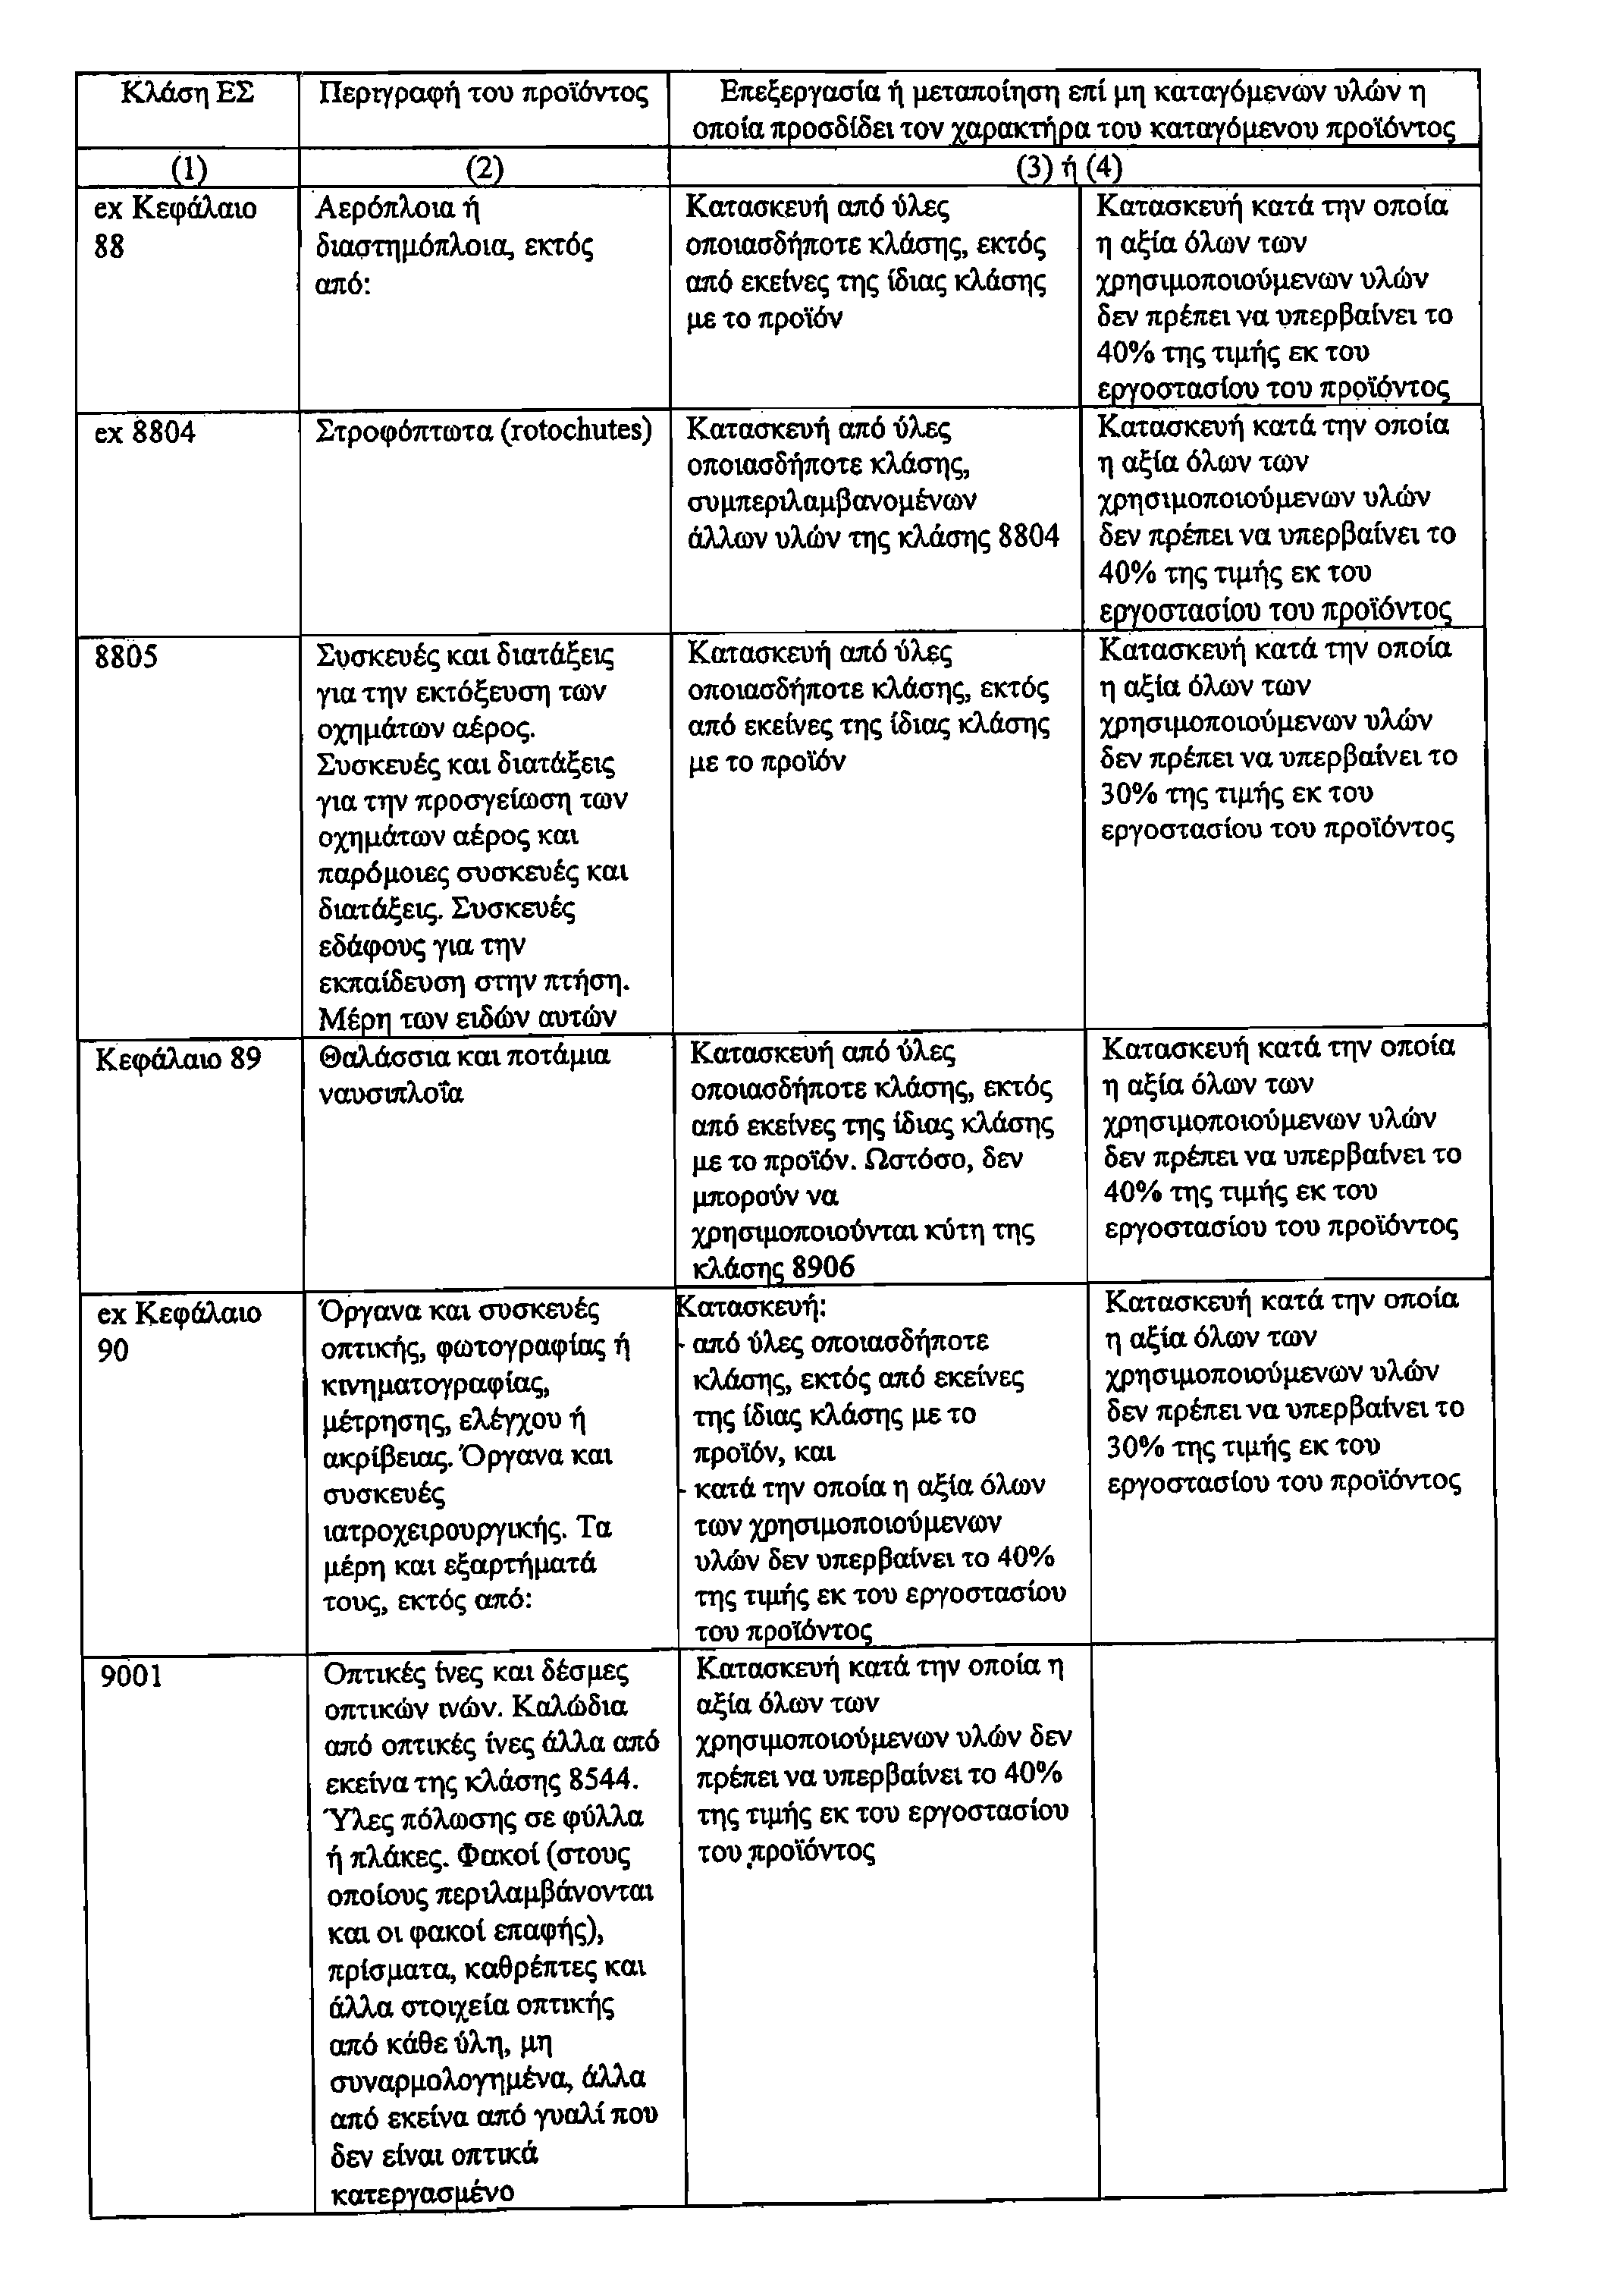 Κλάση ΕΣ
Περιγραφή του προϊόντος
Επεξεργασία ή μεταποίηση επί μη καταγόμενων υλών η
οποία προσδίδει τον χαρακτήρα του καταγόμενου προϊόντος
(1)
(2)
(3) ή (4)
ex Κεφάλαιο
88
Αερόπλοια ή
διαστημόπλοια, εκτός
από:
Κατασκευή από ύλες
οποιασδήποτε κλάσης, εκτός
από εκείνες της ίδιας κλάσης
με το προϊόν
Κατασκευή κατά την οποία
η αξία όλων των
χρησιμοποιούμενων υλών
δεν πρέπει να υπερβαίνει το
40% της τιμής εκ του
εργοστασίου του προϊόντος
ex 8804
Στροφόπτωτα (rotochutes)
Κατασκευή από ύλες
οποιασδήποτε κλάσης,
συμπεριλαμβανομένων
άλλων υλών της κλάσης 8804
Κατασκευή κατά την οποία
η αξία όλων των
χρησιμοποιούμενων υλών
δεν πρέπει να υπερβαίνει το
40% της τιμής εκ του
εργοστασίου του προϊόντος
8805
Συσκευές και διατάξεις
για την εκτόξευση των
οχημάτων αέρος.
Συσκευές και διατάξεις
για την προσγείωση των
οχημάτων αέρος και
παρόμοιες συσκευές και
διατάξεις. Συσκευές
εδάφους για την
εκπαίδευση στην πτήση.
Μέρη των ειδών αυτών
Κατασκευή από ύλες
οποιασδήποτε κλάσης, εκτός
από εκείνες της ίδιας κλάσης
με το προϊόν
Κατασκευή κατά την οποία
η αξία όλων των
χρησιμοποιούμενων υλών
δεν πρέπει να υπερβαίνει το
30% της τιμής εκ του
εργοστασίου του προϊόντος
Κεφάλαιο 89
Θαλάσσια και ποτάμια
ναυσιπλοΐα
Κατασκευή από ύλες
οποιασδήποτε κλάσης, εκτός
από εκείνες της ίδιας κλάσης
με το προϊόν. Ωστόσο, δεν
μπορούν να
χρησιμοποιούνται κύτη της
κλάσης 8906
Κατασκευή κατά την οποία
η αξία όλων των
χρησιμοποιούμενων υλών
δεν πρέπει να υπερβαίνει το
40% της τιμής εκ του
εργοστασίου του προϊόντος
ex Κεφάλαιο
90
Όργανα και συσκευές
οπτικής, φωτογραφίας ή
κινηματογραφίας,
μέτρησης, ελέγχου ή
ακρίβειας. Όργανα και
συσκευές
ιατροχειρουργικής. Τα
μέρη και εξαρτήματά
τους, εκτός από:
Κατασκευή:
- από ύλες οποιασδήποτε
κλάσης, εκτός από εκείνες
της ίδιας κλάσης με το
προϊόν, και
- κατά την οποία η αξία όλων
των χρησιμοποιούμενων
υλών δεν υπερβαίνει το 40%
της τιμής εκ του εργοστασίου
του προϊόντος
Κατασκευή κατά την οποία
η αξία όλων των
χρησιμοποιούμενων υλών
δεν πρέπει να υπερβαίνει το
30% της τιμής εκ του
εργοστασίου του προϊόντος
9001
Οπτικές ίνες και δέσμες
οπτικών ινών. Καλώδια
από οπτικές ίνες άλλα από
εκείνα της κλάσης 8544.
Ύλες πόλωσης σε φύλλα
ή πλάκες. Φακοί (στους
οποίους περιλαμβάνονται
και οι φακοί επαφής),
πρίσματα, καθρέπτες και
άλλα στοιχεία οπτικής
από κάθε ύλη, μη
συναρμολογημένα, άλλα
από εκείνα από γυαλί που
δεν είναι οπτικά
κατεργασμένο
Κατασκευή κατά την οποία η
αξία όλων των
χρησιμοποιούμενων υλών δεν
πρέπει να υπερβαίνει το 40%
της τιμής εκ του εργοστασίου
του προϊόντος